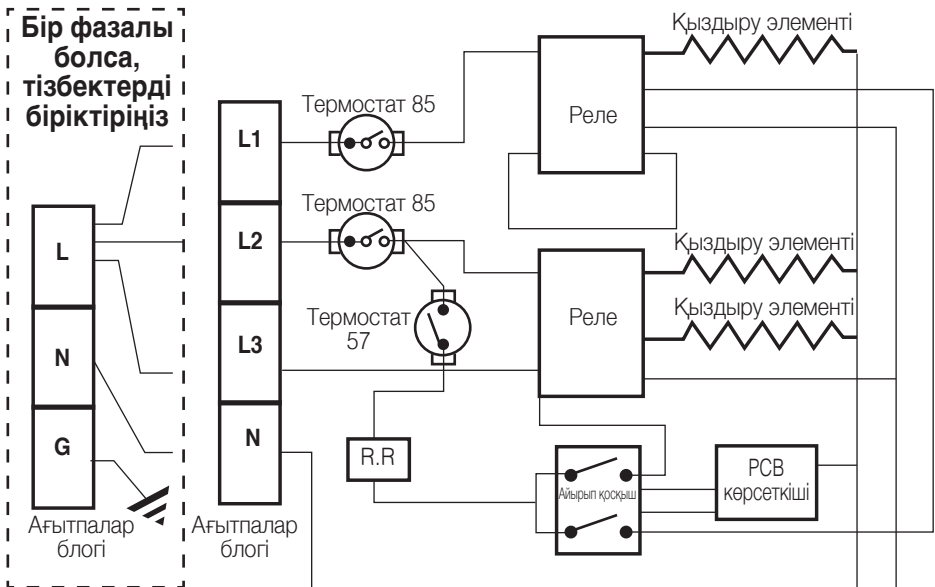 Бір фазалы
болса,
тізбектерді
біріктіріңіз
L
N
G
Ағытпалар
блогі
L1
L2
L3
N
Ағытпалар
блогі
Термостат 85
Термостат 85
Термостат
57
R.R
Реле
Реле
Қыздыру элементі
Қыздыру элементі
Қыздыру элементі
Айырып қосқыш
РСВ
көрсеткіші